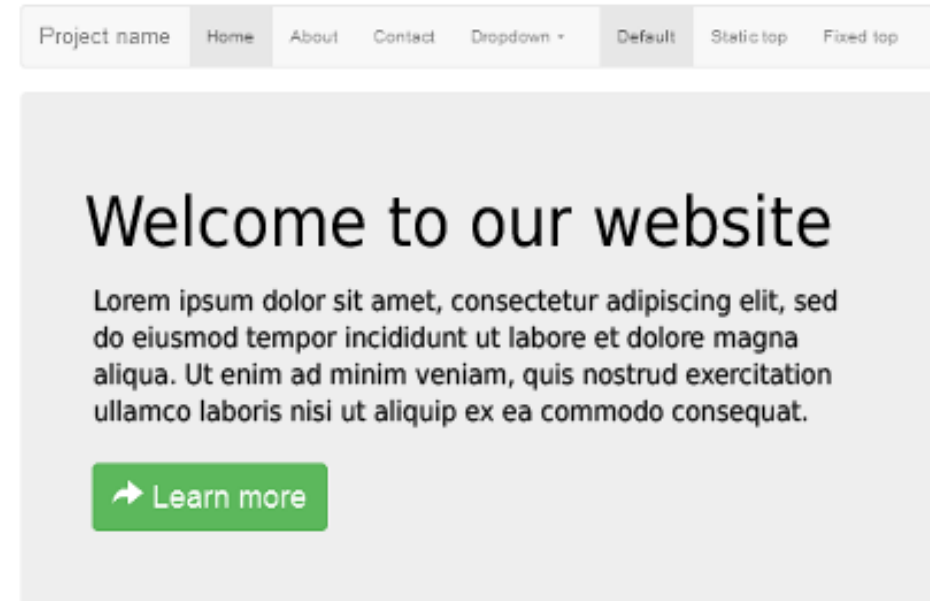 Project name Home About Contact Dropdown Default Static top Fixed top
Welcome to our website
Lorem ipsum dolor sit amet, consectetur adipiscing elit, sed
do eiusmod tempor incididunt ut labore et dolore magna
aliqua. Ut enim ad minim veniam, quis nostrud exercitation
ullamco laboris nisi ut aliquip ex ea commodo consequat.
Learn more